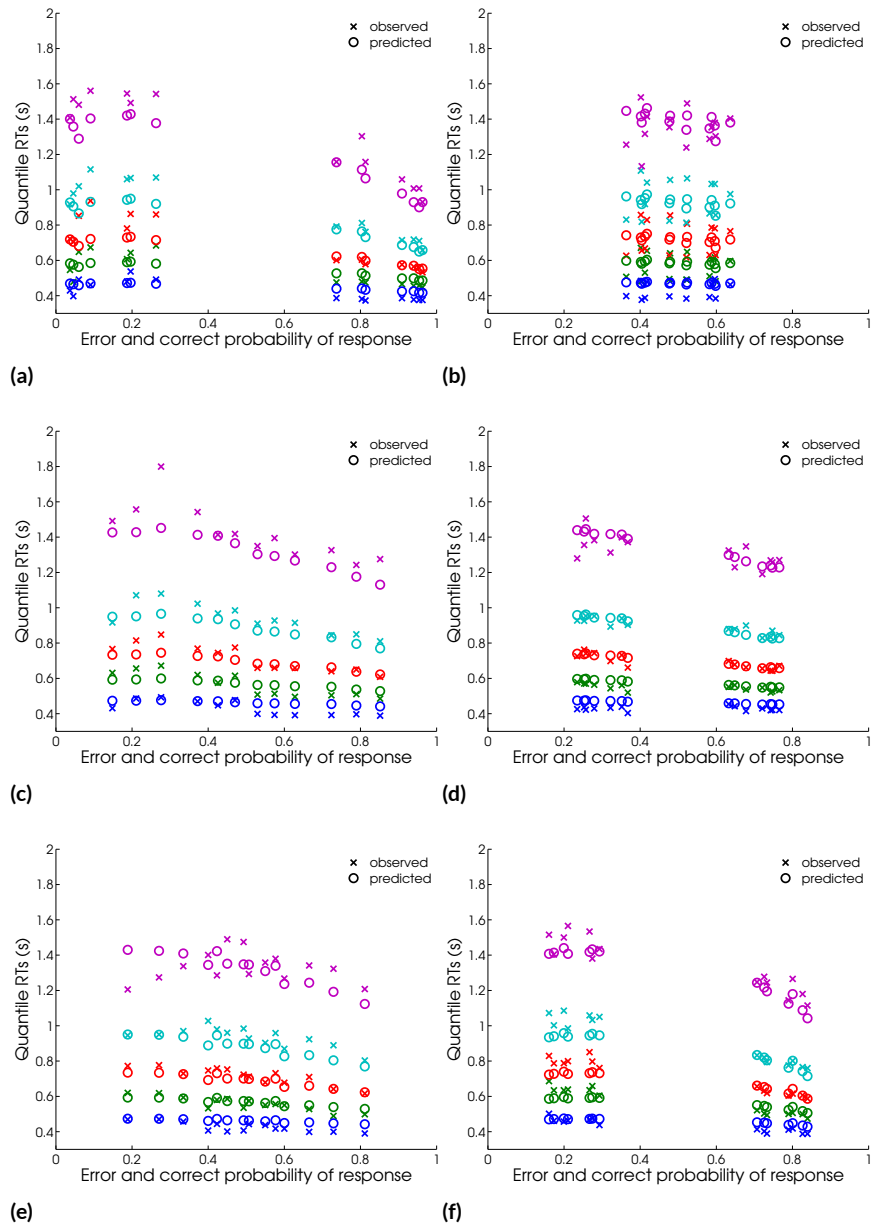 2
1.8
1.6
1.4
1.2
1
0.8
0.6
0.4
Quantile RTs (s)
observed
predicted
0 0.2 0.4 0.6 0.8 1
Error and correct probability of response
(a)
2
1.8
1.6
1.4
1.2
1
0.8
0.6
0.4
Quantile RTs (s)
observed
predicted
0 0.2 0.4 0.6 0.8 1
Error and correct probability of response
(b)
2
1.8
1.6
1.4
1.2
1
0.8
0.6
0.4
Quantile RTs (s)
observed
predicted
0 0.2 0.4 0.6 0.8 1
Error and correct probability of response
(c)
2
1.8
1.6
1.4
1.2
1
0.8
0.6
0.4
Quantile RTs (s)
observed
predicted
0 0.2 0.4 0.6 0.8 1
Error and correct probability of response
(d)
2
1.8
1.6
1.4
1.2
1
0.8
0.6
0.4
Quantile RTs (s)
observed
predicted
0 0.2 0.4 0.6 0.8 1
Error and correct probability of response
(e)
2
1.8
1.6
1.4
1.2
1
0.8
0.6
0.4
Quantile RTs (s)
observed
predicted
0 0.2 0.4 0.6 0.8 1
Error and correct probability of response
(f)